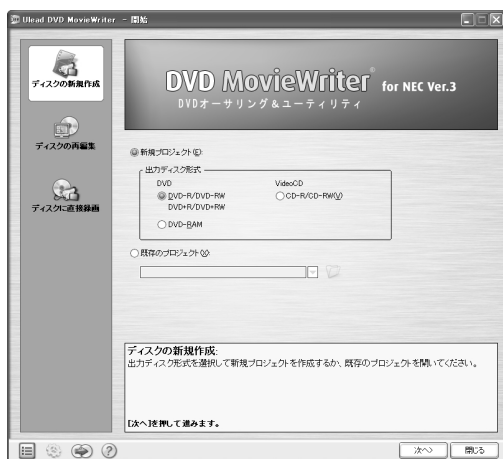 Ulead DVD MovieWriter - 開始
ディスクの新規作成
ディスクの再編集
ディスクに直接録画
DVD MovieWriter® for NEC Ver.3
DVDオーサリング&ユーティリティ
新規プロジェクト(E):
出力ディスク形式
DVD
VideoCD
DVD-R/DVD-RW
DVD+R/DVD+RW
CD-R/CD-RW(V)
DVD-RAM
既存のプロジェクト(X):
ディスクの新規作成:
出力ディスク形式を選択して新規プロジェクトを作成するか、既存のプロジェクトを開いてください。
[次へ]を押して進みます。
次へ>
閉じる